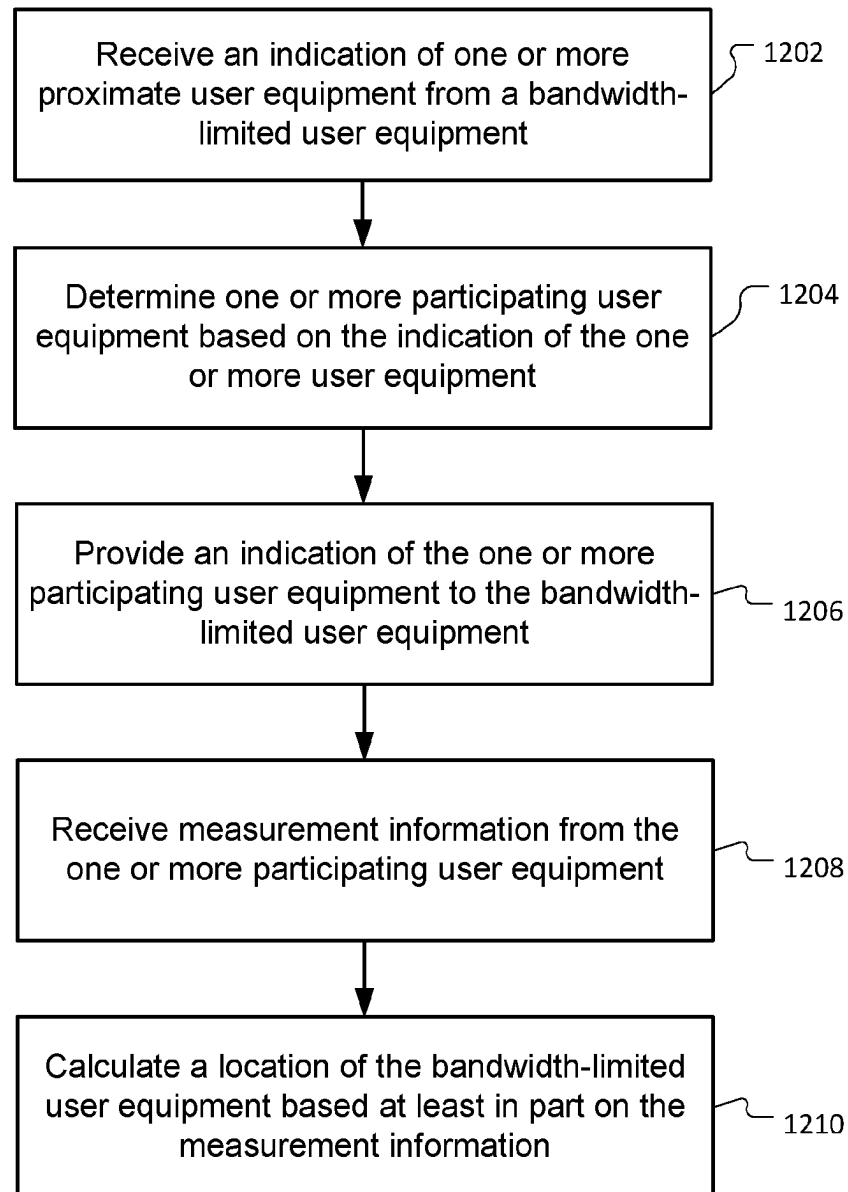 Receive an indication of one or more
proximate user equipment from a bandwidth-
limited user equipment
1202
Determine one or more participating user
equipment based on the indication of the one
or more user equipment
1204
Provide an indication of the one or more
participating user equipment to the bandwidth-
limited user equipment
1206
Receive measurement information from the
one or more participating user equipment
1208
Calculate a location of the bandwidth-limited
user equipment based at least in part on the
measurement information
1210